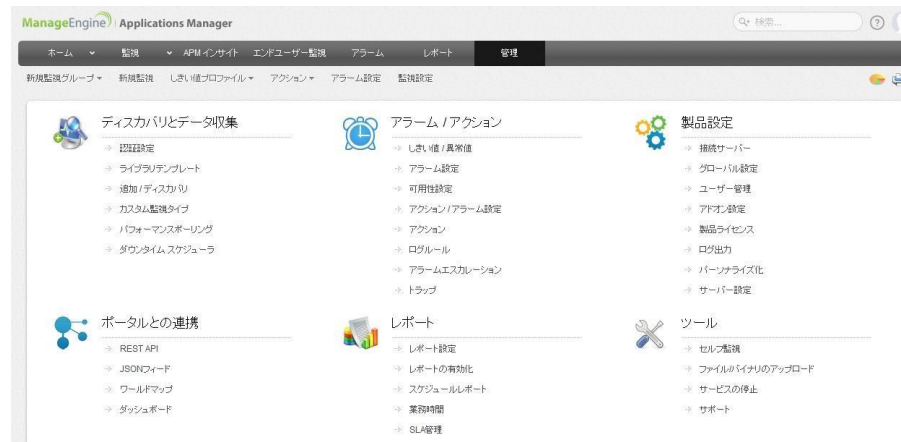 ManageEngine Applications Manager
検索...
?
ホーム 監視 APMインサイト エンドユーザー監視 アラーム レポート 管理
新規監視グループ 新規監視 しきい値プロファイル アクション アラーム設定 監視設定
ディスカバリとデータ収集
認証設定
ライブラリテンプレート
追加 / ディスカバリ
カスタム監視タイプ
パフォーマンスポーリング
ダウンタイム スケジューラ
アラーム / アクション
しきい値 / 異常値
アラーム設定
可用性設定
アクション / アラーム設定
アクション
ログルール
アラームエスカレーション
トラップ
製品設定
接続サーバー
グローバル設定
ユーザー管理
アドオン設定
製品ライセンス
ログ出力
パーソナライズ化
サーバー設定
ポータルとの連携
REST API
JSONフィード
ワールドマップ
ダッシュボード
レポート
レポート設定
レポートの有効化
スケジュールレポート
業務時間
SLA管理
ツール
セルフ監視
ファイル/バイナリのアップロード
サービスの停止
サポート